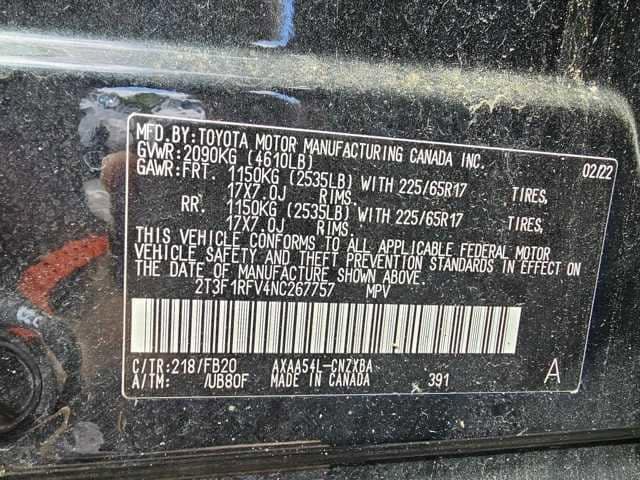 MFD.BY:TOYOTA MOTOR MANUFACTURING CANADA INC.
GVWR:2090KG (4610LB) 02/22
GAWR:FRT. 1150KG (2535LB) WITH 225/65R17 TIRES,
17X7.0J RIMS.
RR. 1150KG (2535LB) WITH 225/65R17 TIRES,
17X7.0J RIMS.
THIS VEHICLE CONFORMS TO ALL APPLICABLE FEDERAL MOTOR
VEHICLE SAFETY AND THEFT PREVENTION STANDARDS IN EFFECT ON
THE DATE OF MANUFACTURE SHOWN ABOVE.
2T3F1RFV4NC267757 MPV
C/TR:218/FB20 AXAA54L-CNZXBA
A/TM: /UB80F MADE IN CANADA 391 A